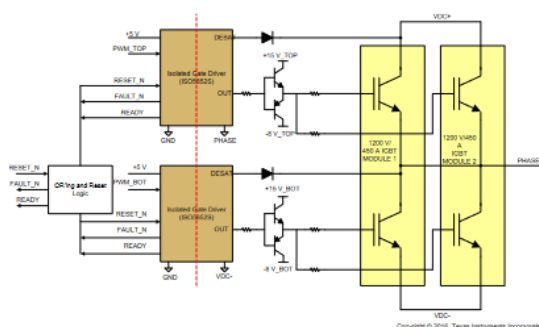 VDC+
+5 V
DESAT
PWM_TOP
+15 V_TOP
RESET_N
Isolated Gate Driver
(ISO5852S)
OUT
FAULT_N
READY
-8 V_TOP
GND
PHASE
1200 V/
450 A IGBT
MODULE 1
1200 V/450
A
IGBT
MODULE 2
PHASE
RESET_N
FAULT_N
READY
OR'ing and Reset
Logic
+5 V
DESAT
PWM_BOT
+15 V_BOT
Isolated Gate Driver
(ISO5852S)
RESET_N
OUT
FAULT_N
READY
-8 V_BOT
GND
VDC-
VDC-
Copyright © 2016, Texas Instruments Incorporated